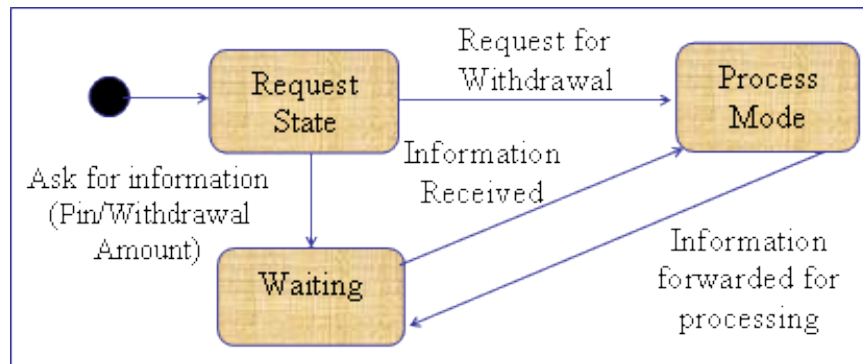 Request
State
Request for
Withdrawal
Process
Mode
Ask for information
(Pin/Withdrawal
Amount)
Information
Received
Waiting
Information
forwarded for
processing